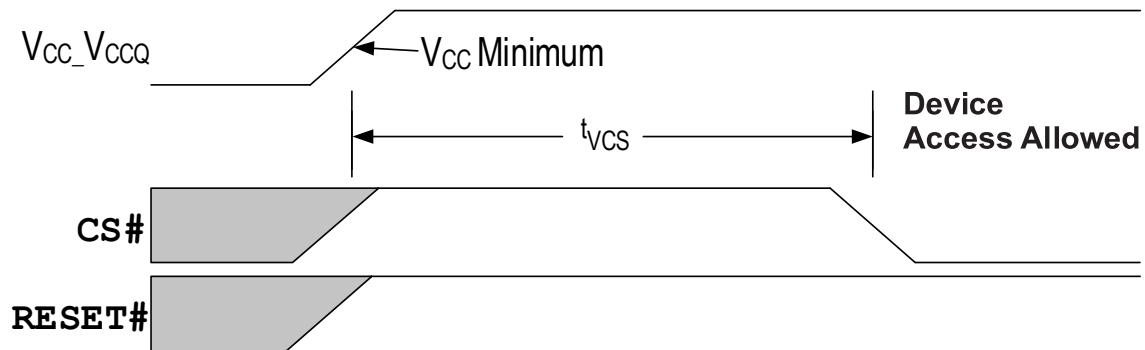 VCC_VCCQ
VCC Minimum
tVCS
Device
Access Allowed
CS#
RESET#